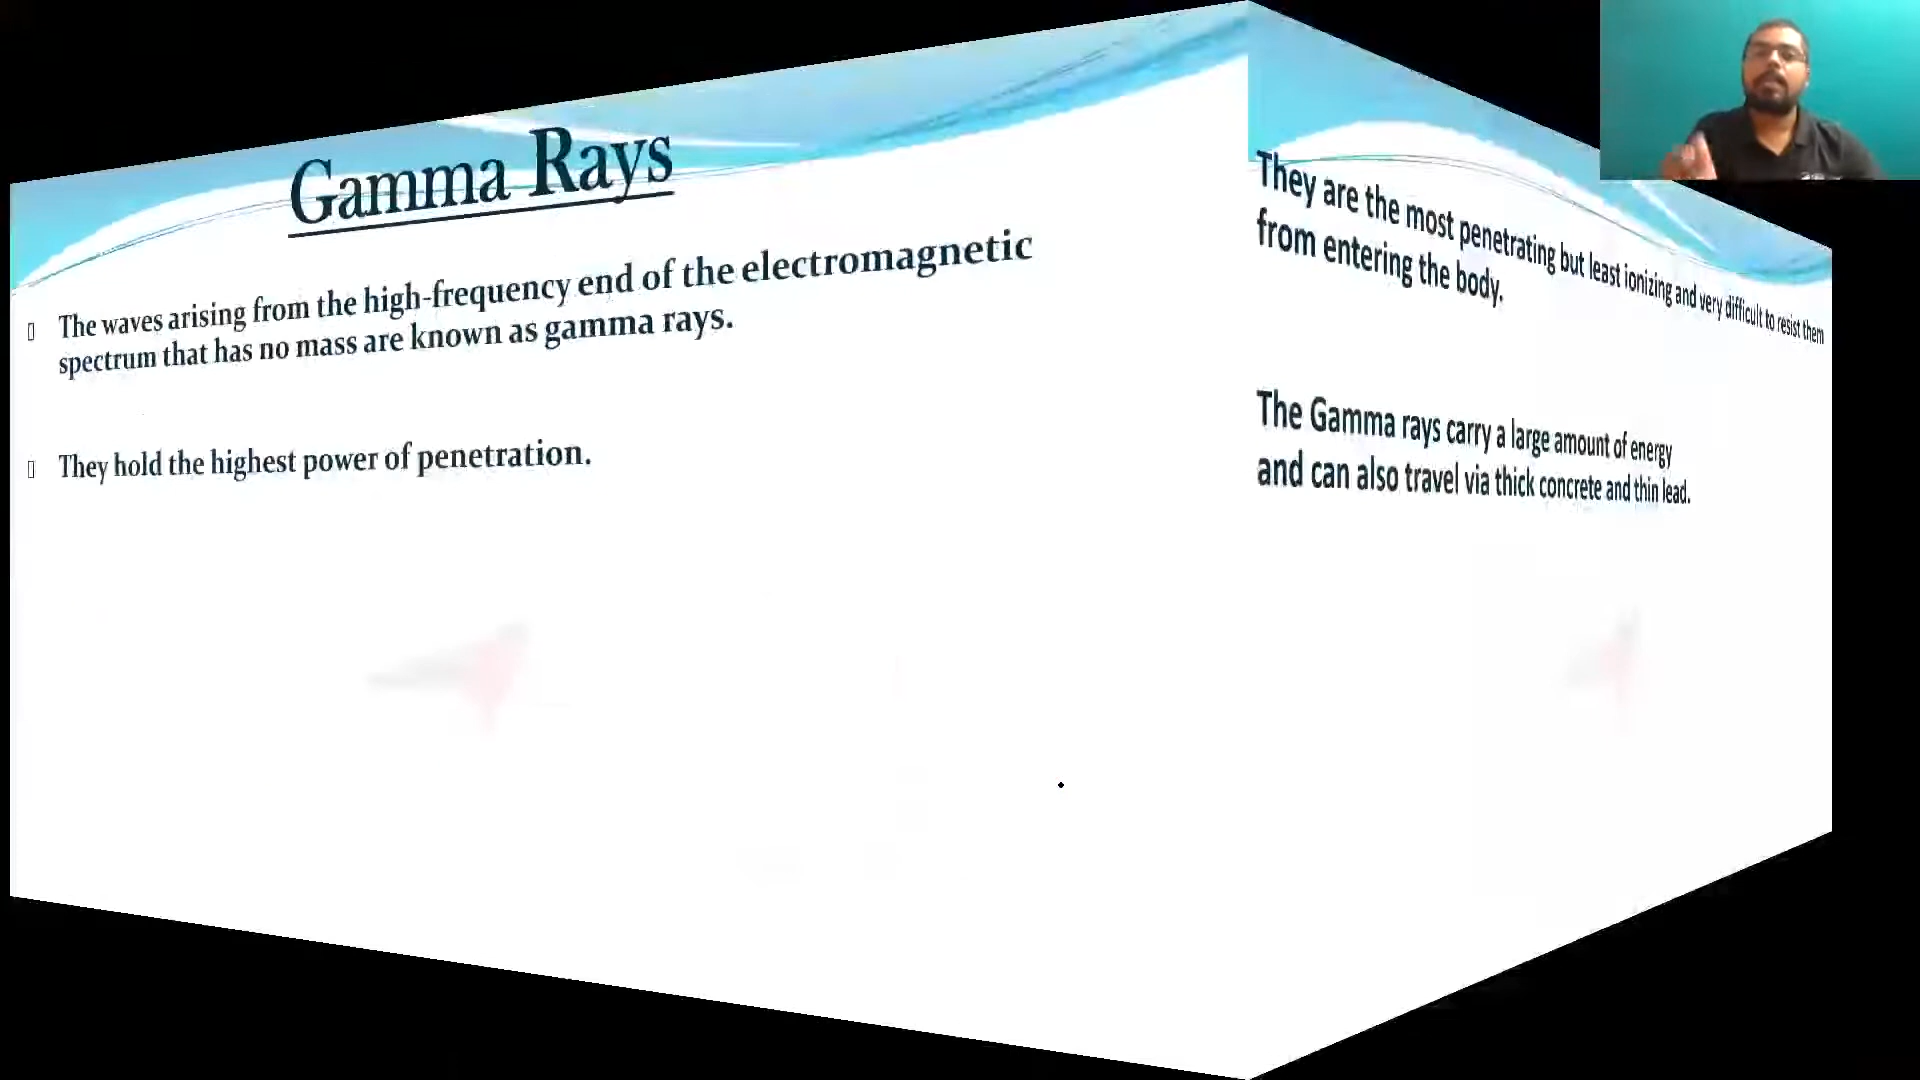 Gamma Rays
The waves arising from the high-frequency end of the electromagnetic
spectrum that has no mass are known as gamma rays.
They hold the highest power of penetration.
They are the most penetrating but least ionizing and very difficult to resist them
from entering the body.
The Gamma rays carry a large amount of energy
and can also travel via thick concrete and thin lead.